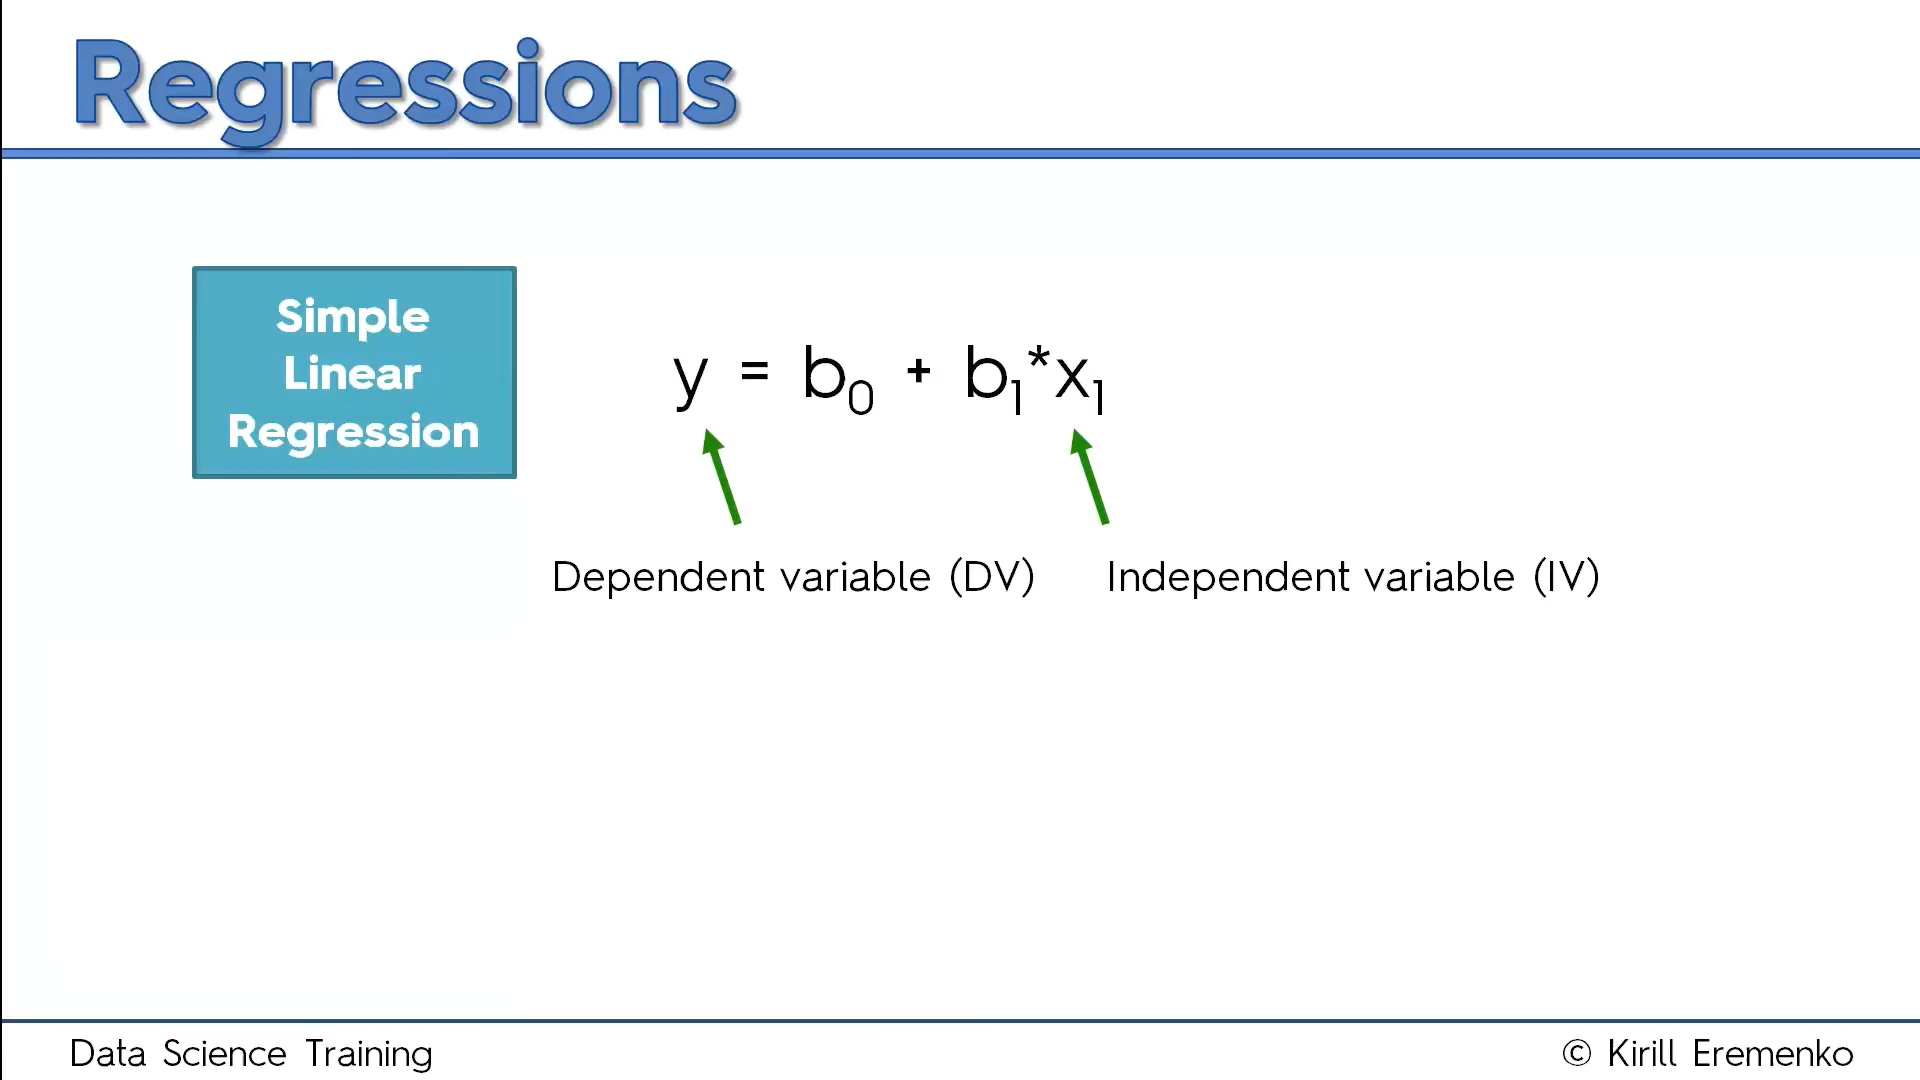 Regressions
Simple
Linear
Regression
y = b₀ + b₁*x₁
Dependent variable (DV)
Independent variable (IV)
Data Science Training
© Kirill Eremenko